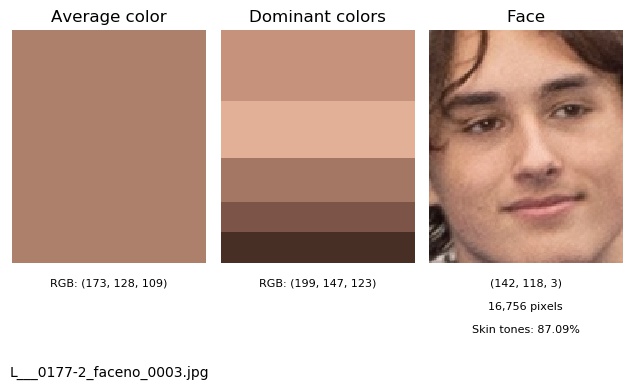 Average color
Dominant colors
Face
RGB: (173, 128, 109)
RGB: (199, 147, 123)
(142, 118, 3)
16,756 pixels
Skin tones: 87.09%
L___0177-2_faceno_0003.jpg